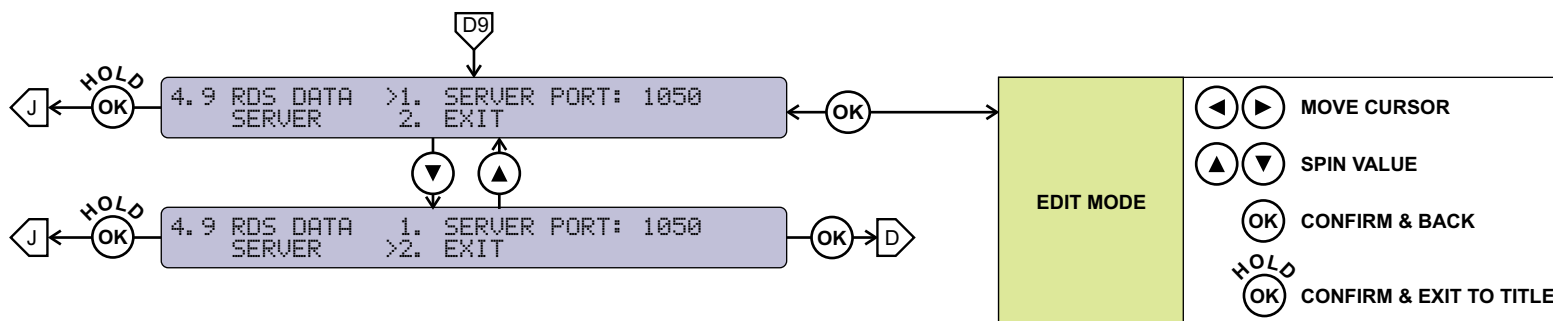 D9
HOLD
J
OK
4.9 RDS DATA >1. SERVER PORT: 1050
SERVER 2. EXIT
OK
HOLD
J
OK
4.9 RDS DATA 1. SERVER PORT: 1050
SERVER >2. EXIT
OK
D
EDIT MODE
MOVE CURSOR
SPIN VALUE
OK
CONFIRM & BACK
HOLD
OK
CONFIRM & EXIT TO TITLE